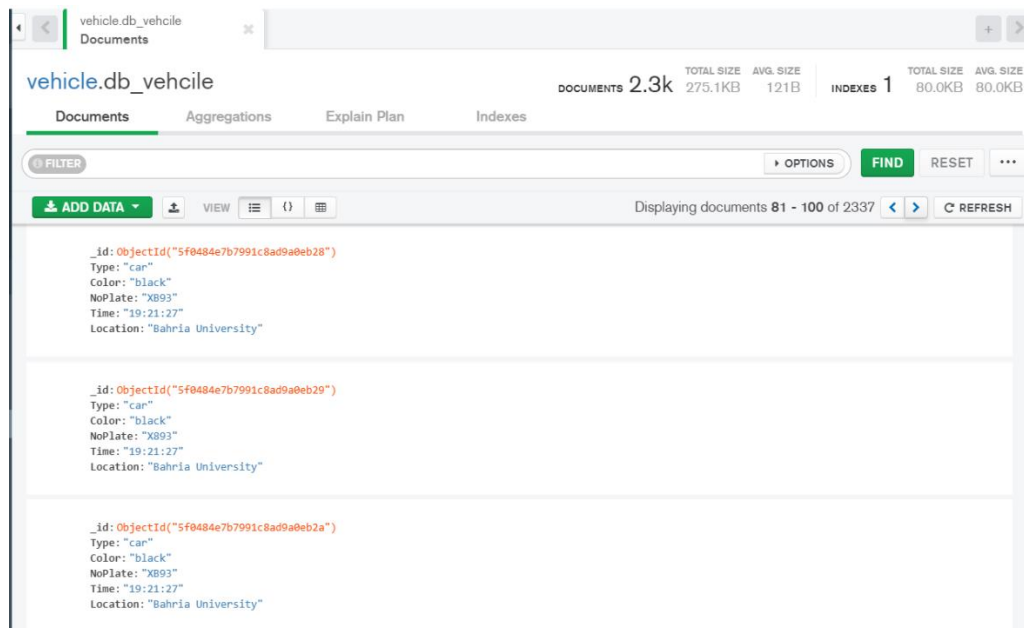 vehicle.db_vehcile
Documents
vehicle.db_vehcile
DOCUMENTS 2.3k TOTAL SIZE 275.1KB AVG. SIZE 121B INDEXES 1 TOTAL SIZE 80.0KB AVG. SIZE 80.0KB
Documents Aggregations Explain Plan Indexes
FILTER OPTIONS FIND RESET ...
ADD DATA VIEW {} Displaying documents 81 - 100 of 2337 < > REFRESH
_id: ObjectId("5f0484e7b7991c8ad9a0eb28")
Type: "car"
Color: "black"
NoPlate: "XB93"
Time: "19:21:27"
Location: "Bahria University"
_id: ObjectId("5f0484e7b7991c8ad9a0eb29")
Type: "car"
Color: "black"
NoPlate: "X893"
Time: "19:21:27"
Location: "Bahria University"
_id: ObjectId("5f0484e7b7991c8ad9a0eb2a")
Type: "car"
Color: "black"
NoPlate: "XB93"
Time: "19:21:27"
Location: "Bahria University"